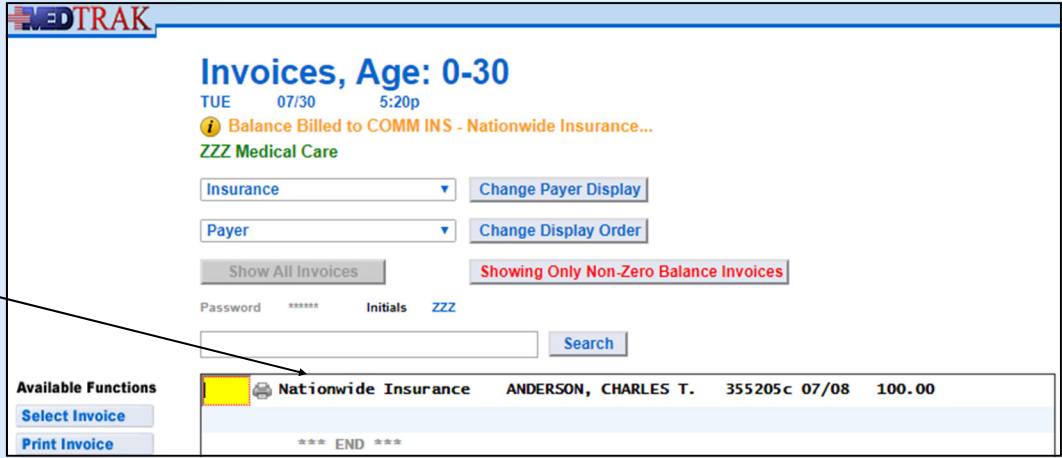 MEDTRAK
Invoices, Age: 0-30
TUE 07/30 5:20p
i Balance Billed to COMM INS - Nationwide Insurance...
ZZZ Medical Care
Insurance ▼ Change Payer Display
Payer ▼ Change Display Order
Show All Invoices Showing Only Non-Zero Balance Invoices
Password ****** Initials ZZZ
Search
Available Functions
Nationwide Insurance ANDERSON, CHARLES T. 355205c 07/08 100.00
Select Invoice
Print Invoice
*** END ***